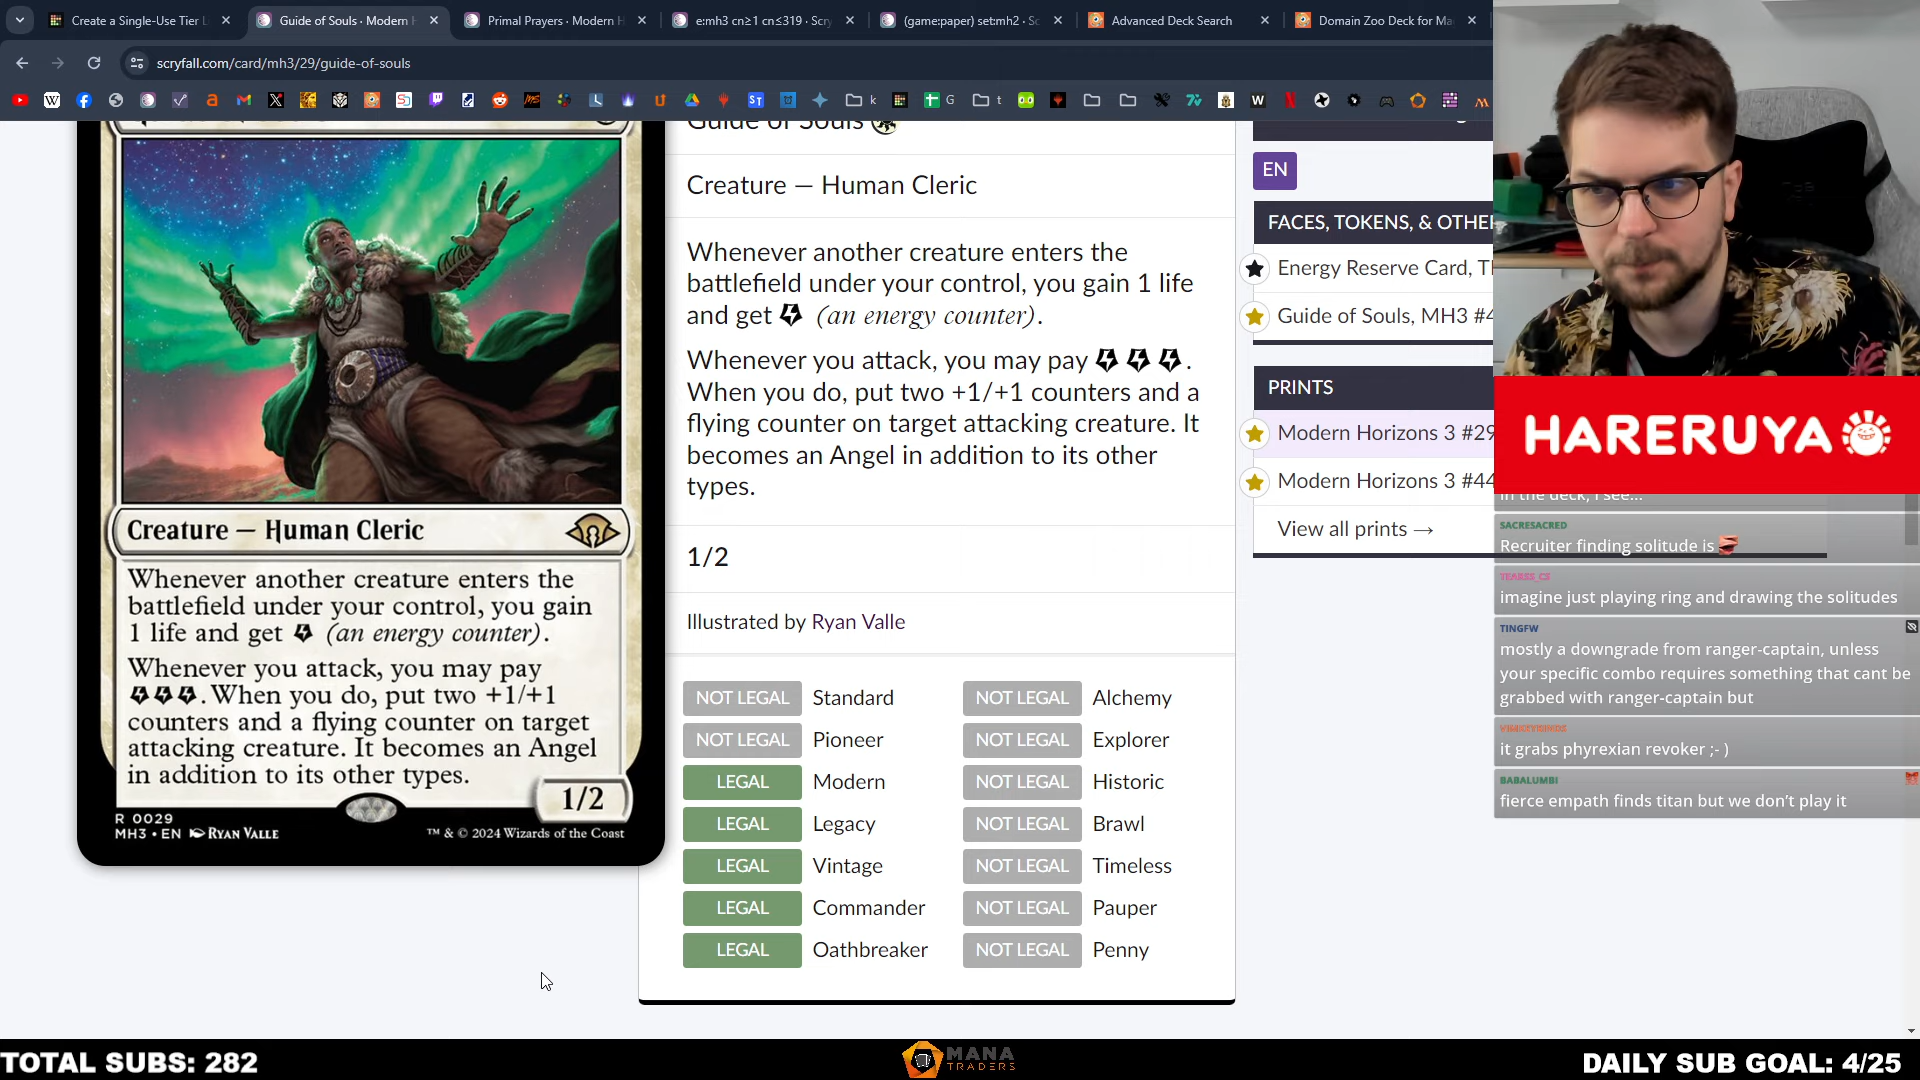 Create a Single-Use Tier L
Guide of Souls · Modern H
Primal Prayers · Modern H
e:mh3 cn≥1 cn≤319 · Scry
(game:paper) set:mh2 · Sc
Advanced Deck Search
Domain Zoo Deck for Ma
scryfall.com/card/mh3/29/guide-of-souls
k
G
t
Creature — Human Cleric
Whenever another creature enters the
battlefield under your control, you gain
1 life and get (an energy counter).
Whenever you attack, you may pay
. When you do, put two +1/+1
counters and a flying counter on target
attacking creature. It becomes an Angel
in addition to its other types.
1/2
R 0029
MH3 • EN RYAN VALLE
™ & © 2024 Wizards of the Coast
Guide of Souls
Creature — Human Cleric
Whenever another creature enters the
battlefield under your control, you gain 1 life
and get (an energy counter).
Whenever you attack, you may pay .
When you do, put two +1/+1 counters and a
flying counter on target attacking creature. It
becomes an Angel in addition to its other
types.
1/2
Illustrated by Ryan Valle
NOT LEGAL Standard NOT LEGAL Alchemy
NOT LEGAL Pioneer NOT LEGAL Explorer
LEGAL Modern NOT LEGAL Historic
LEGAL Legacy NOT LEGAL Brawl
LEGAL Vintage NOT LEGAL Timeless
LEGAL Commander NOT LEGAL Pauper
LEGAL Oathbreaker NOT LEGAL Penny
EN
FACES, TOKENS, & OTHE
Energy Reserve Card, T
Guide of Souls, MH3 #4
PRINTS
Modern Horizons 3 #29
Modern Horizons 3 #44
View all prints →
HARERUYA
in the deck, I see...
SACRESACRED
Recruiter finding solitude is
TEARSS_CS
imagine just playing ring and drawing the solitudes
TINGFW
mostly a downgrade from ranger-captain, unless
your specific combo requires something that cant be
grabbed with ranger-captain but
it grabs phyrexian revoker ;- )
BABALUMBI
fierce empath finds titan but we don't play it
TOTAL SUBS: 282
MANA
TRADERS
DAILY SUB GOAL: 4/25